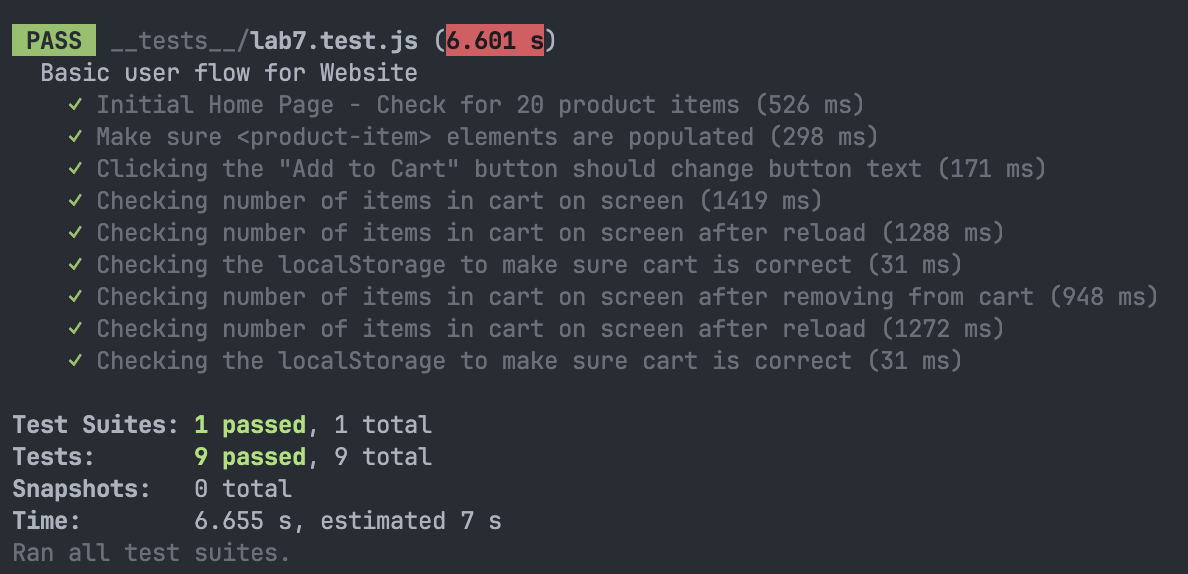 PASS __tests__/lab7.test.js (6.601 s)
Basic user flow for Website
✓ Initial Home Page - Check for 20 product items (526 ms)
✓ Make sure <product-item> elements are populated (298 ms)
✓ Clicking the "Add to Cart" button should change button text (171 ms)
✓ Checking number of items in cart on screen (1419 ms)
✓ Checking number of items in cart on screen after reload (1288 ms)
✓ Checking the localStorage to make sure cart is correct (31 ms)
✓ Checking number of items in cart on screen after removing from cart (948 ms)
✓ Checking number of items in cart on screen after reload (1272 ms)
✓ Checking the localStorage to make sure cart is correct (31 ms)
Test Suites: 1 passed, 1 total
Tests: 9 passed, 9 total
Snapshots: 0 total
Time: 6.655 s, estimated 7 s
Ran all test suites.